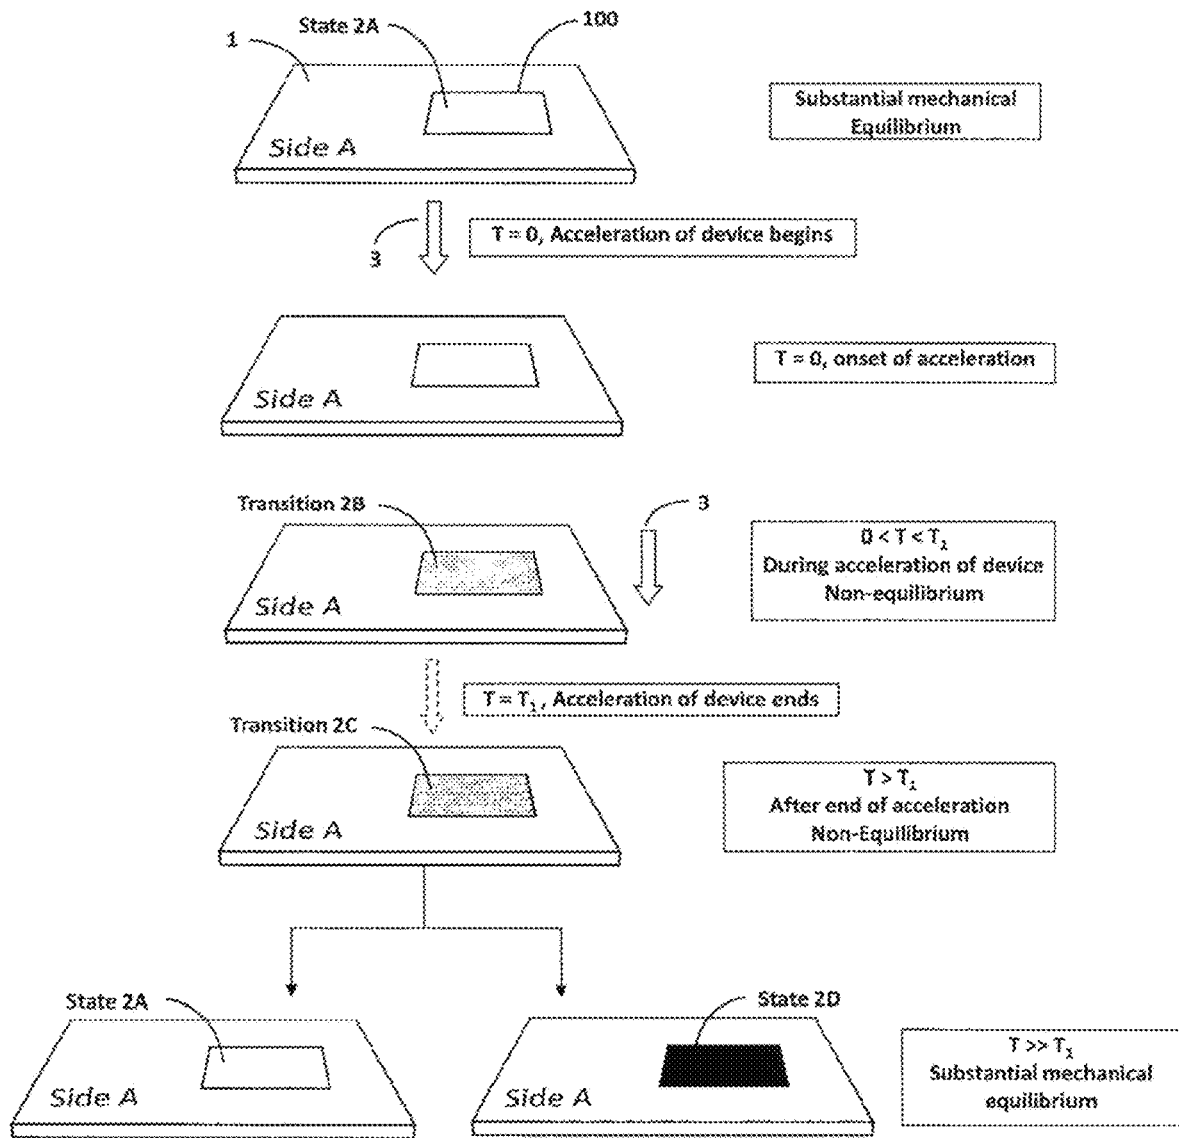 State 2A
100
1
Side A
Substantial mechanical
Equilibrium
3
T = 0, Acceleration of device begins
Side A
T = 0, onset of acceleration
Transition 2B
3
Side A
0 < T < T₁
During acceleration of device
Non-equilibrium
T = T₁ , Acceleration of device ends
Transition 2C
Side A
T > T₁
After end of acceleration
Non-Equilibrium
State 2A
Side A
State 2D
Side A
T >> T₁
Substantial mechanical
equilibrium